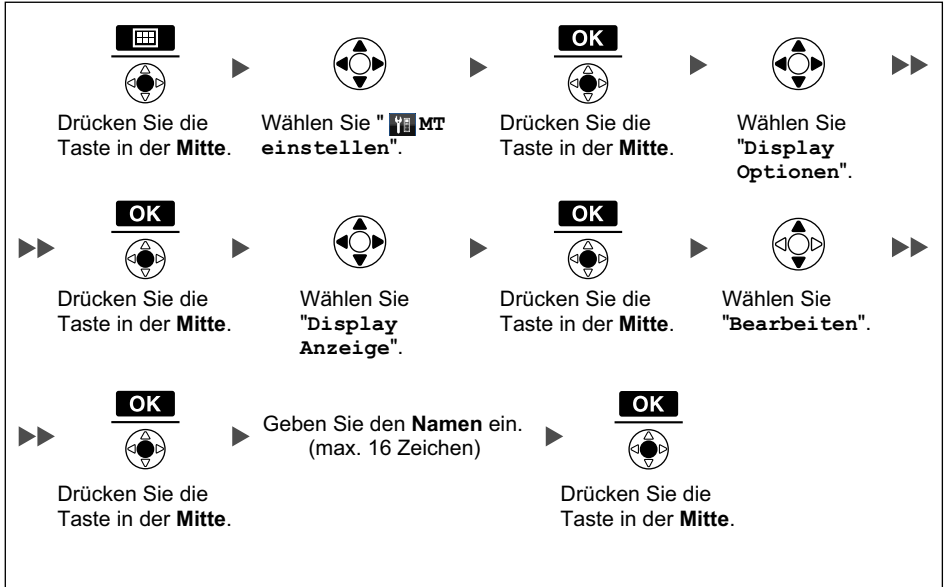 OK
Drücken Sie die
Taste in der Mitte.
Wählen Sie " MT
einstellen".
Drücken Sie die
Taste in der Mitte.
Wählen Sie
"Display
Optionen".
OK
OK
Drücken Sie die
Taste in der Mitte.
Wählen Sie
"Display
Anzeige".
Drücken Sie die
Taste in der Mitte.
Wählen Sie
"Bearbeiten".
OK
OK
Drücken Sie die
Taste in der Mitte.
Geben Sie den Namen ein.
(max. 16 Zeichen)
Drücken Sie die
Taste in der Mitte.